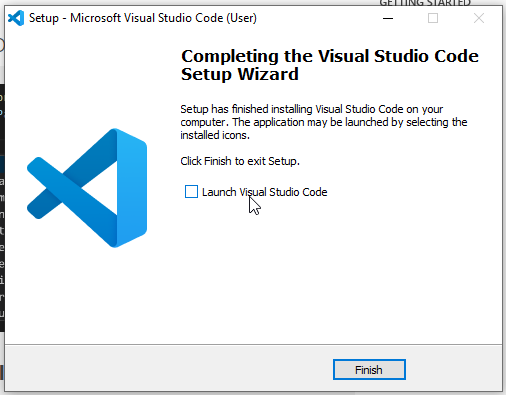 GETTING STARTED
Setup - Microsoft Visual Studio Code (User)
Completing the Visual Studio Code
Setup Wizard
Setup has finished installing Visual Studio Code on your
computer. The application may be launched by selecting the
installed icons.
Click Finish to exit Setup.
Launch Visual Studio Code
Finish